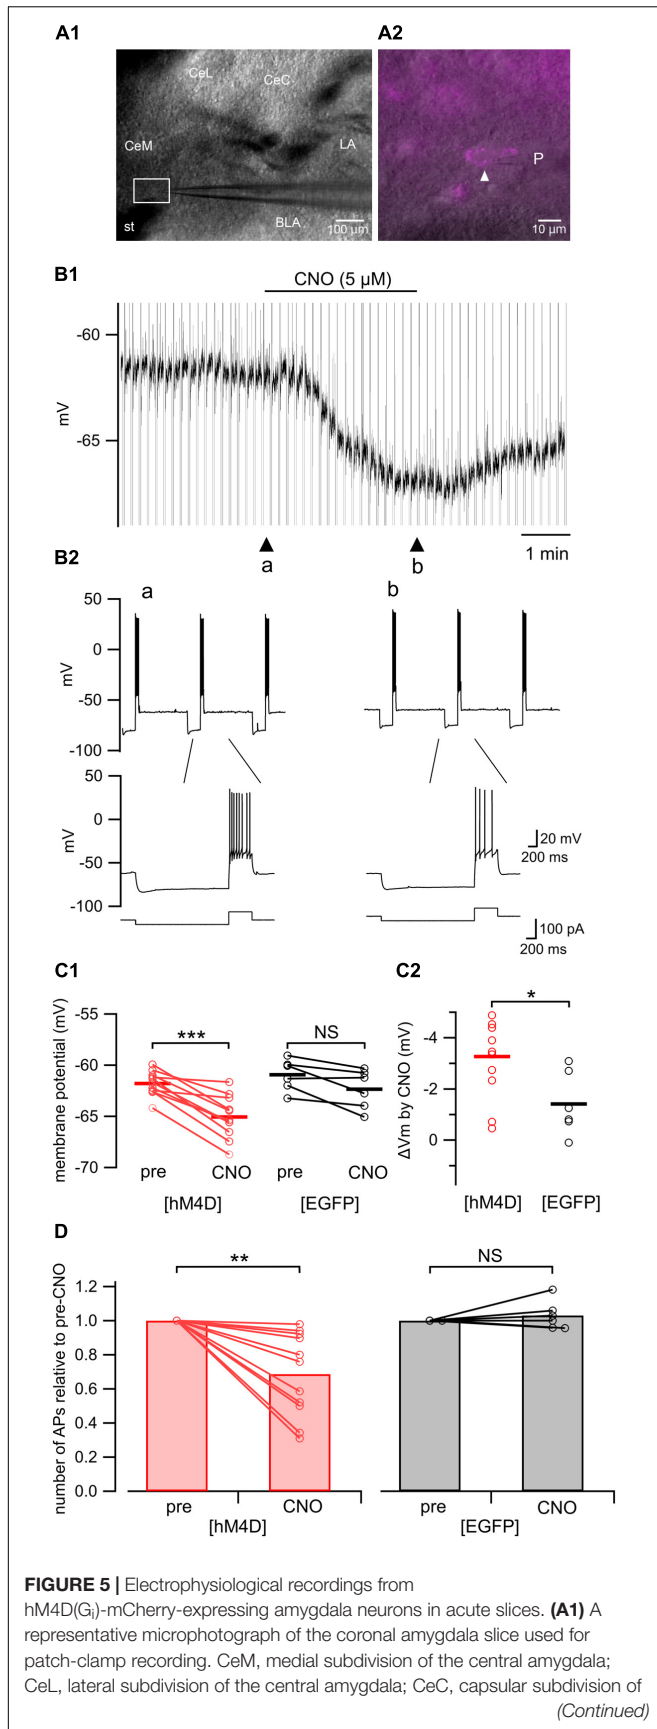 A1
A2
CeL
CeC
CeM
LA
P
st
BLA
100 µm
10 µm
B1
CNO (5 µM)
-60
mV
-65
a
b
1 min
B2
a
b
50
0
mV
-50
-100
50
0
mV
-50
-100
20 mV
200 ms
100 pA
200 ms
C1
C2
-55
-60
-65
-70
membrane potential (mV)
***
NS
pre
CNO
pre
CNO
[hM4D]
[EGFP]
*
-4
-2
0
ΔVm by CNO (mV)
[hM4D]
[EGFP]
D
**
NS
1.2
1.0
0.8
0.6
0.4
0.2
0.0
number of APs relative to pre-CNO
pre
CNO
pre
CNO
[hM4D]
[EGFP]
FIGURE 5 | Electrophysiological recordings from
hM4D(Gi)-mCherry-expressing amygdala neurons in acute slices. (A1) A
representative microphotograph of the coronal amygdala slice used for
patch-clamp recording. CeM, medial subdivision of the central amygdala;
CeL, lateral subdivision of the central amygdala; CeC, capsular subdivision of
(Continued)